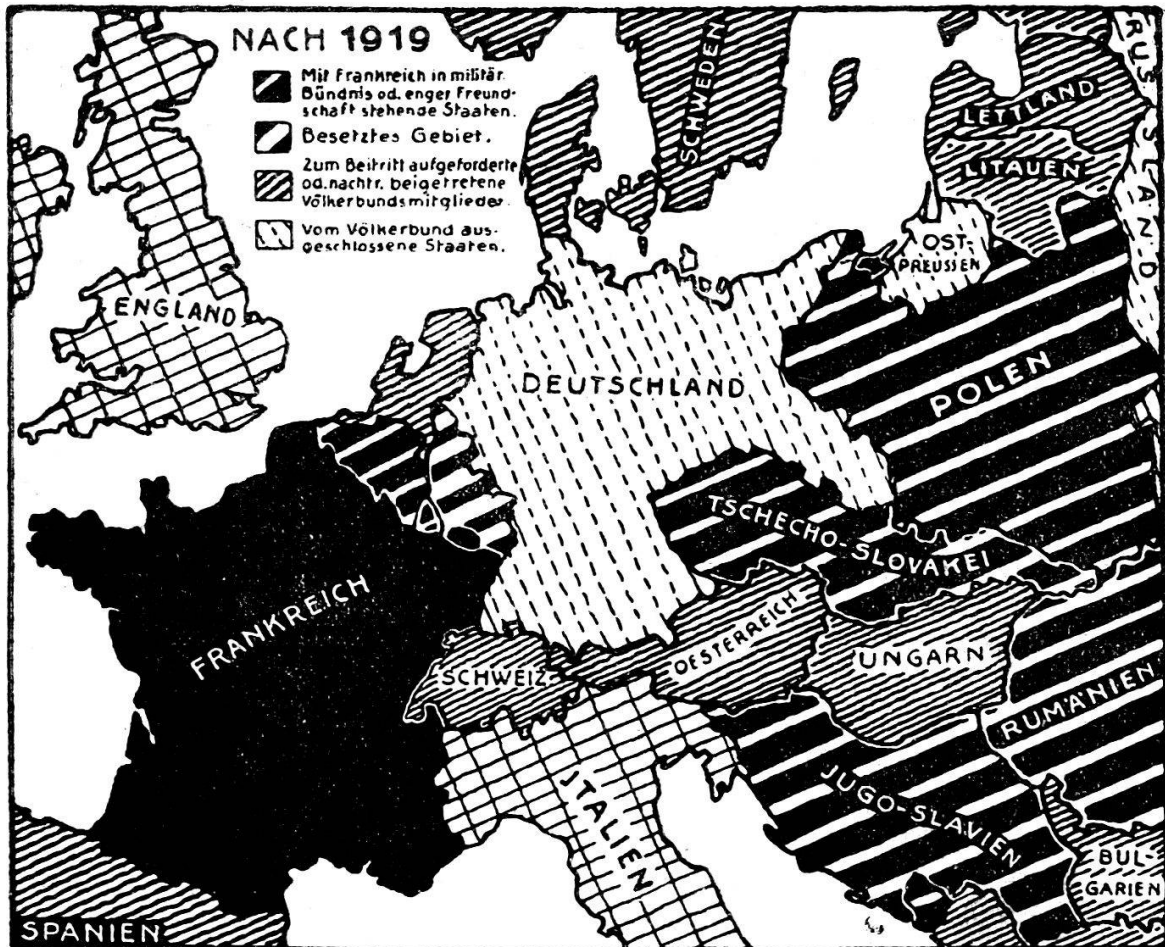 NACH 1919
Mit Frankreich in militär.
Bündnis od. enger Freund-
schaft stehende Staaten.
Besetztes Gebiet.
Zum Beitritt aufgeforderte
od. nachtr. beigetretene
Völkerbundsmitglieder.
Vom Völkerbund aus-
geschlossene Staaten.
SCHWEDEN
RUSSLAND
LETTLAND
LITAUEN
OST-
PREUSSEN
ENGLAND
DEUTSCHLAND
POLEN
TSCHECHO-SLOVAKEI
FRANKREICH
SCHWEIZ
OESTERREICH
UNGARN
RUMÄNIEN
JTALIEN
JUGO-SLAVIEN
BUL-
GARIEN
SPANIEN